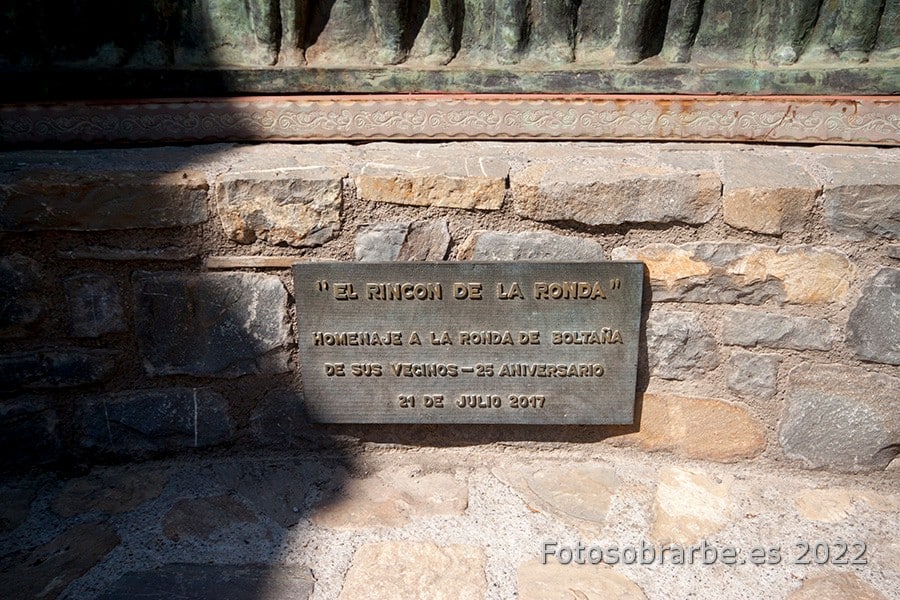 "EL RINCON DE LA RONDA"
HOMENAJE A LA RONDA DE BOLTAÑA
DE SUS VECINOS-25 ANIVERSARIO
21 DE JULIO 2017
Fotosobrarbe.es 2022